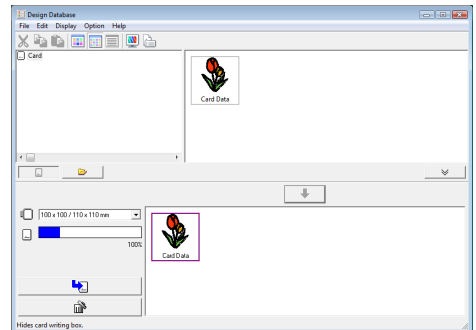 Design Database
File Edit Display Option Help
Card
Card Data
100 x 100 / 110 x 110 mm
100%
Card Data
Hides card writing box.